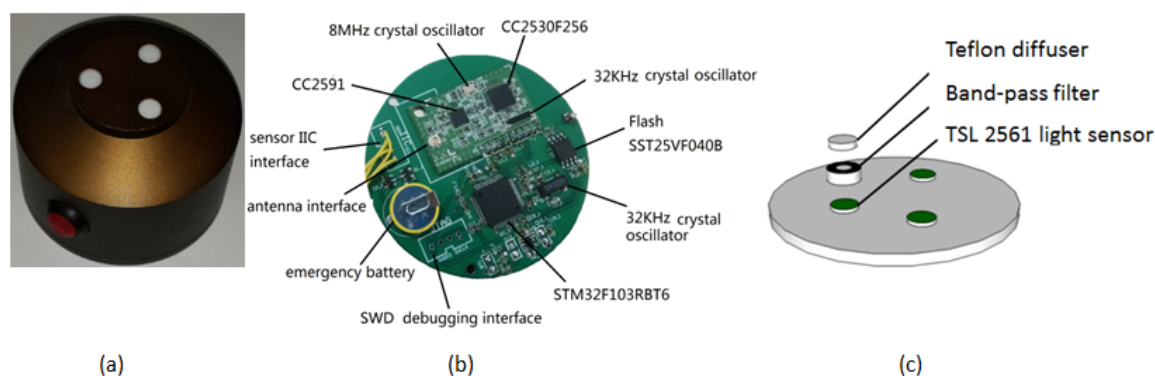 8MHz crystal oscillator
CC2530F256
CC2591
32KHz crystal oscillator
sensor IIC
interface
Flash
SST25VF040B
antenna interface
32KHz crystal
oscillator
emergency battery
STM32F103RBT6
SWD debugging interface
Teflon diffuser
Band-pass filter
TSL 2561 light sensor
(a)
(b)
(c)